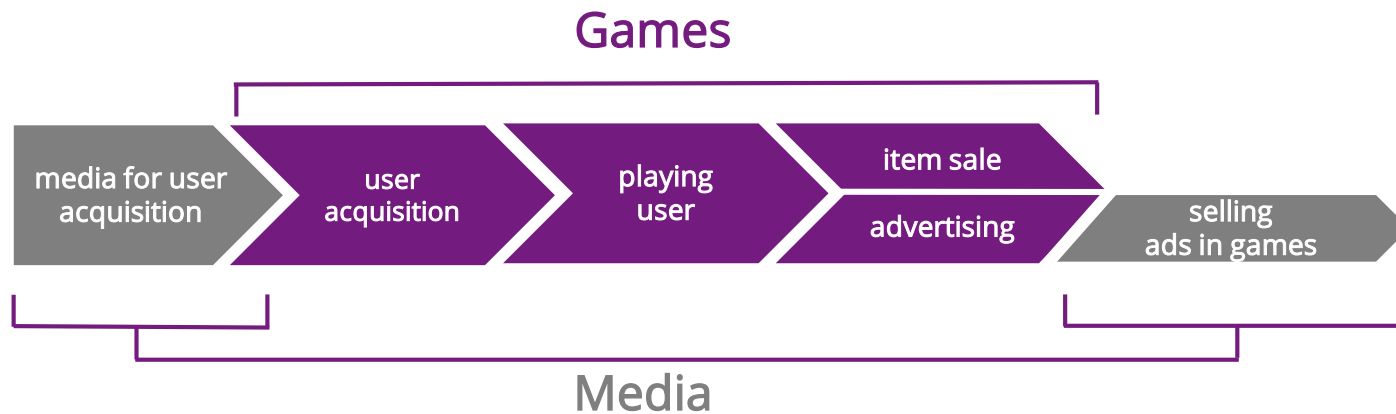 Games
media for user
acquisition
user
acquisition
playing
user
item sale
advertising
selling
ads in games
Media